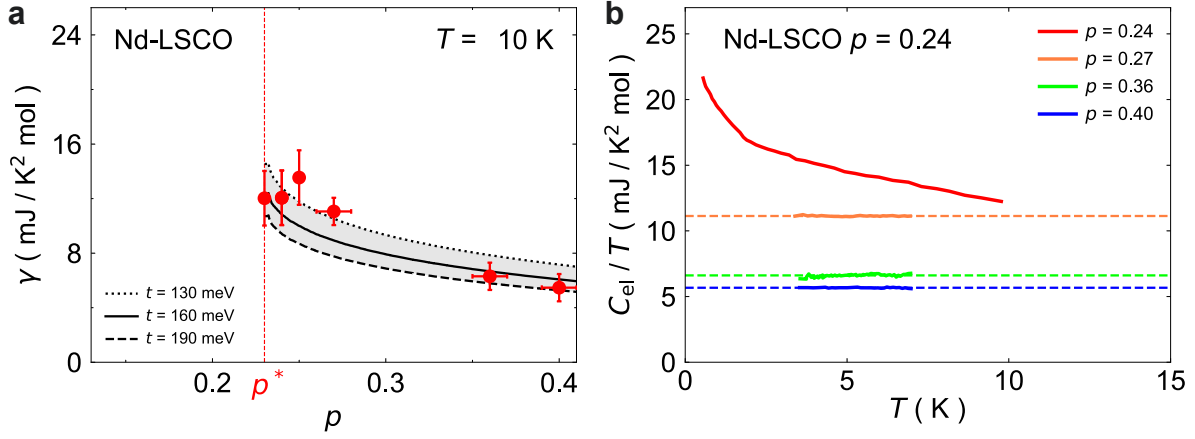 a
Nd-LSCO
T = 10 K
γ ( mJ / K² mol )
24
16
8
0
t = 130 meV
t = 160 meV
t = 190 meV
0.2
p*
0.3
0.4
p
b
Nd-LSCO p = 0.24
C_el / T ( mJ / K² mol )
25
20
15
10
5
0
p = 0.24
p = 0.27
p = 0.36
p = 0.40
0
5
10
15
T ( K )